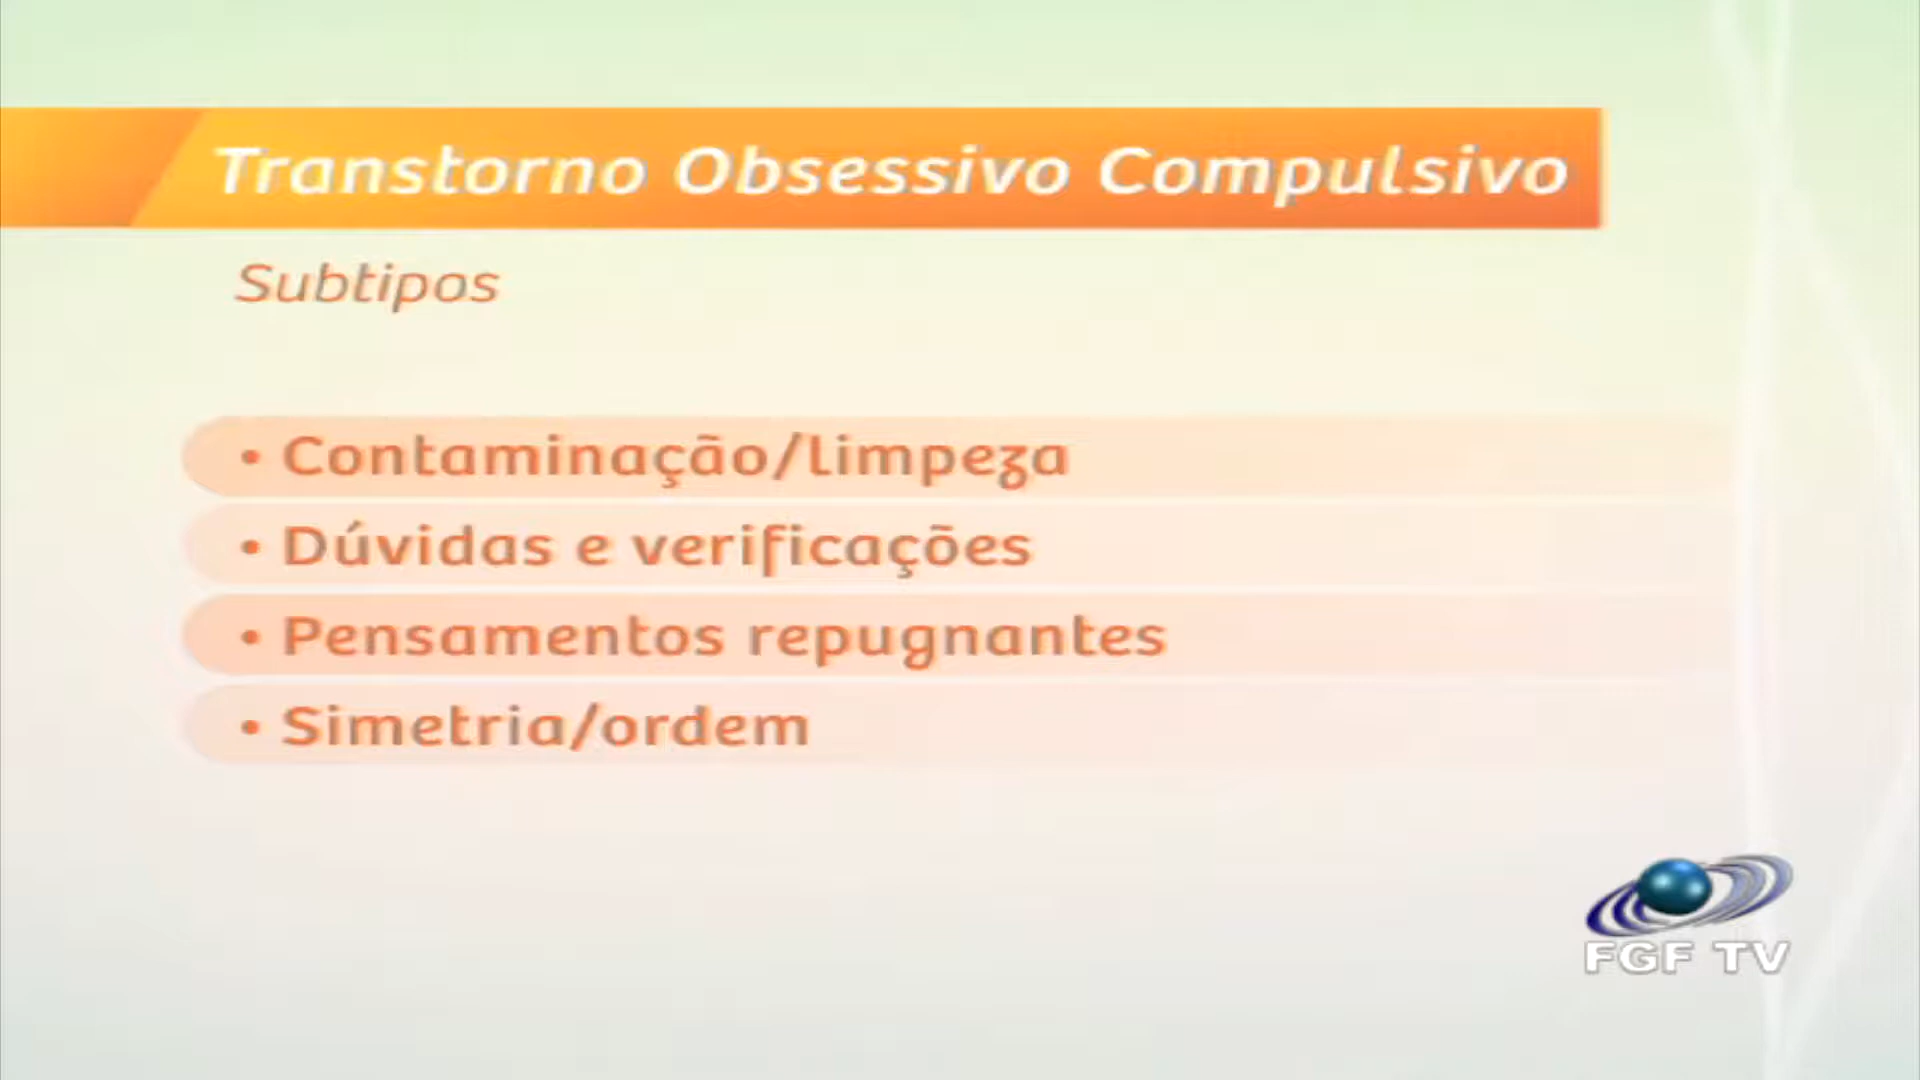 Transtorno Obsessivo Compulsivo
Subtipos
• Contaminação/limpeza
• Dúvidas e verificações
• Pensamentos repugnantes
• Simetria/ordem
FGF TV